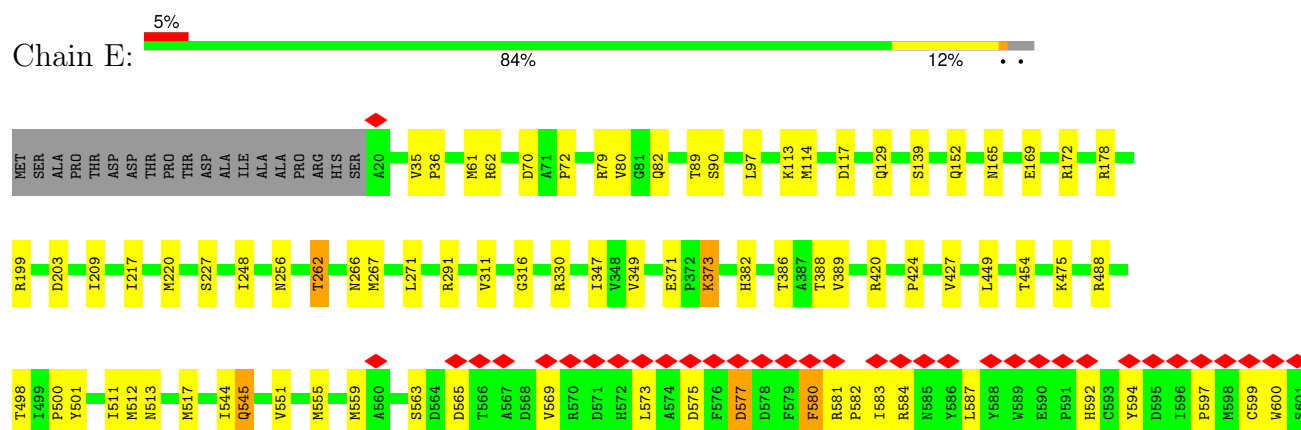 5%
Chain E:
84% 12% • •
MET SER ALA PRO THR ASP ASP THR PRO THR ASP ALA ILE ALA ALA PRO ARG HIS SER A20 V35 P36 M61 R62 D70 A71 P72 R79 V80 G81 Q82 T89 S90 L97 K113 M114 D117 Q129 S139 Q152 N165 E169 R172 R178
R199 D203 I209 I217 M220 S227 I248 N256 T262 N266 M267 L271 R291 V311 G316 R330 I347 V348 V349 E371 P372 K373 H382 T386 A387 T388 V389 R420 P424 V427 L449 T454 K475 R488
T498 I499 P500 Y501 I511 M512 N513 M517 I544 Q545 V551 M555 M559 A560 S563 D564 D565 T566 A567 D568 V569 R570 D571 H572 L573 A574 D575 F576 D577 D578 F579 F580 R581 P582 I583 R584 N585 Y586 L587 Y588 W589 E590 P591 H592 C593 Y594 D595 I596 P597 M598 C599 W600 S601